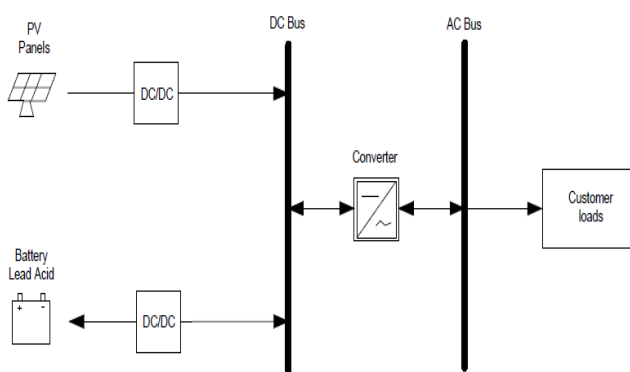 PV
Panels
DC/DC
DC Bus
AC Bus
Converter
Customer
loads
Battery
Lead Acid
+ -
DC/DC